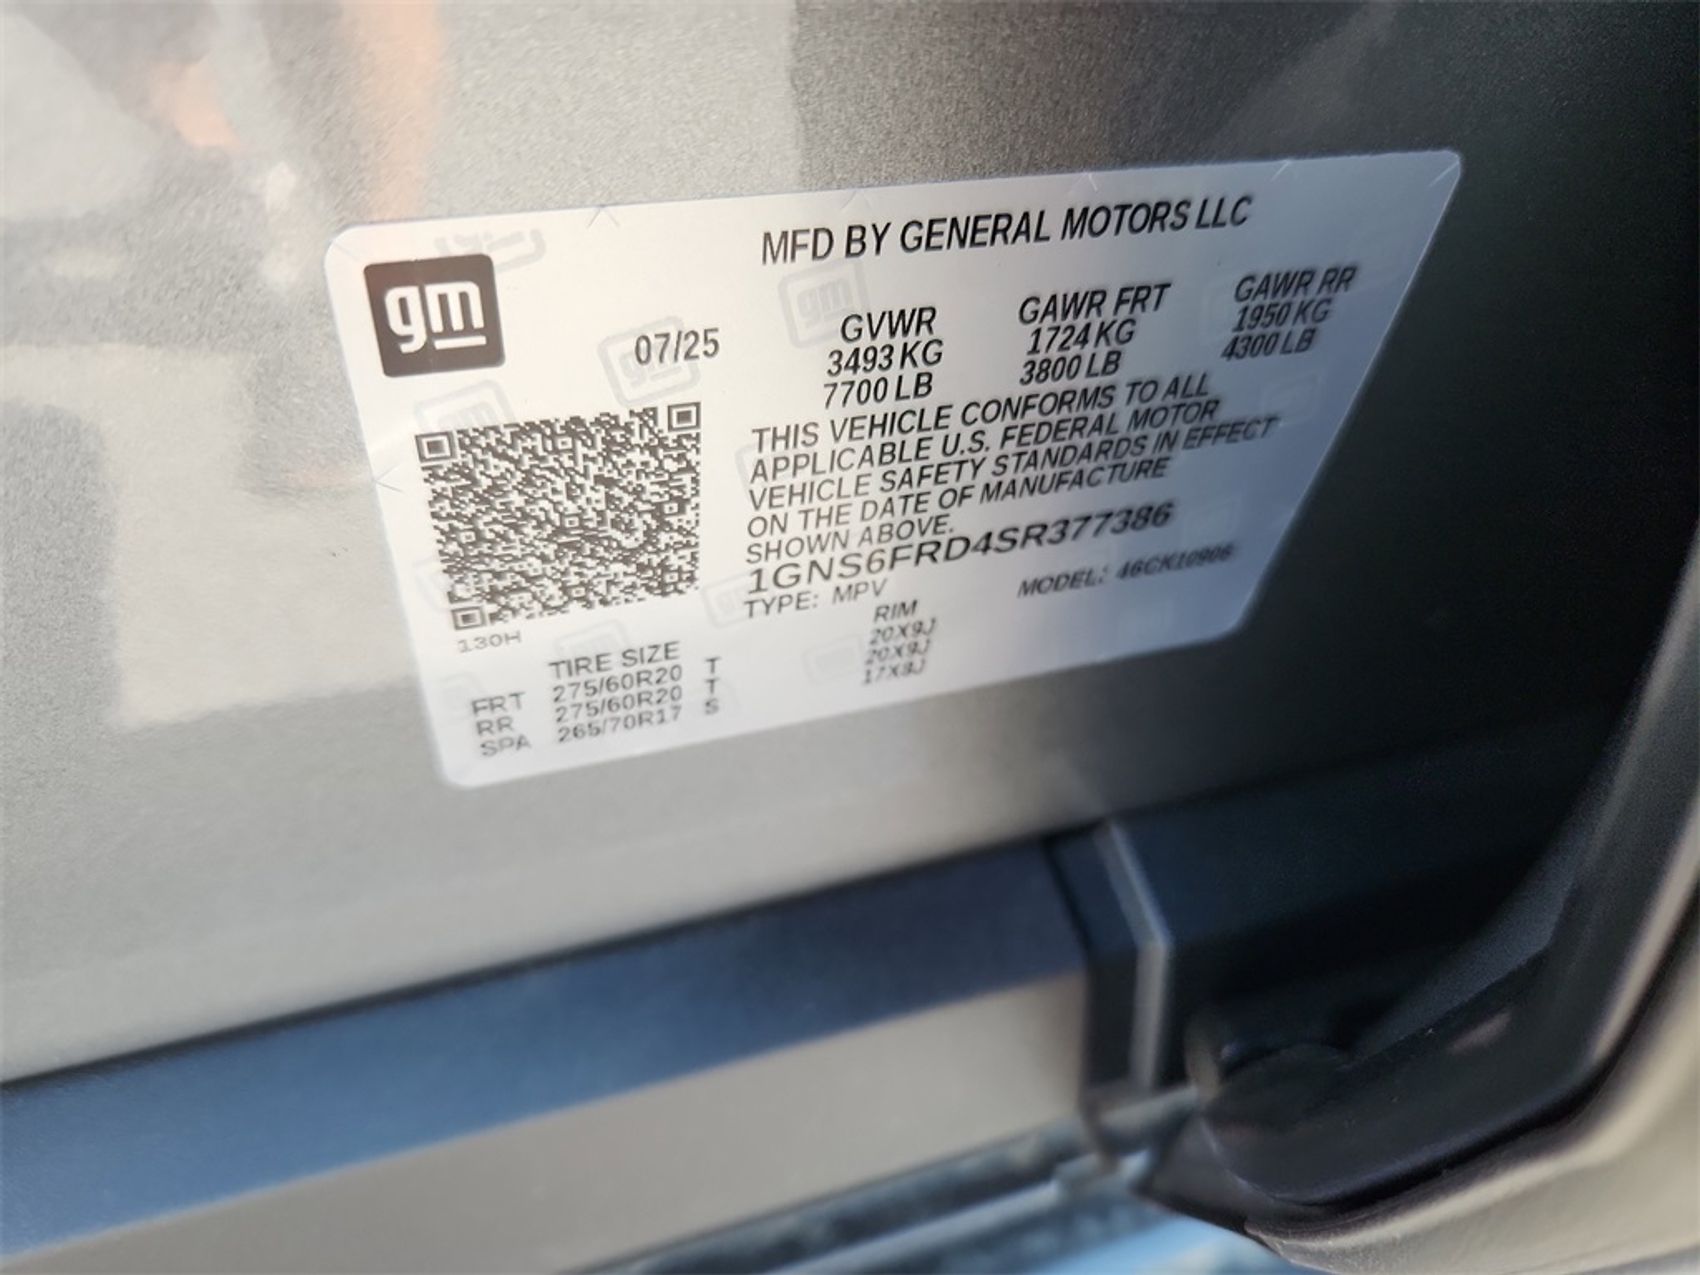 MFD BY GENERAL MOTORS LLC
gm
07/25
GVWR GAWR FRT GAWR RR
3493 KG 1724 KG 1950 KG
7700 LB 3800 LB 4300 LB
THIS VEHICLE CONFORMS TO ALL
APPLICABLE U.S. FEDERAL MOTOR
VEHICLE SAFETY STANDARDS IN EFFECT
ON THE DATE OF MANUFACTURE
SHOWN ABOVE.
1GNS6FRD4SR377386
TYPE: MPV MODEL: 46CK10906
130H
TIRE SIZE RIM
FRT 275/60R20 T 20X9J
RR 275/60R20 T 20X9J
SPA 265/70R17 S 17X8J